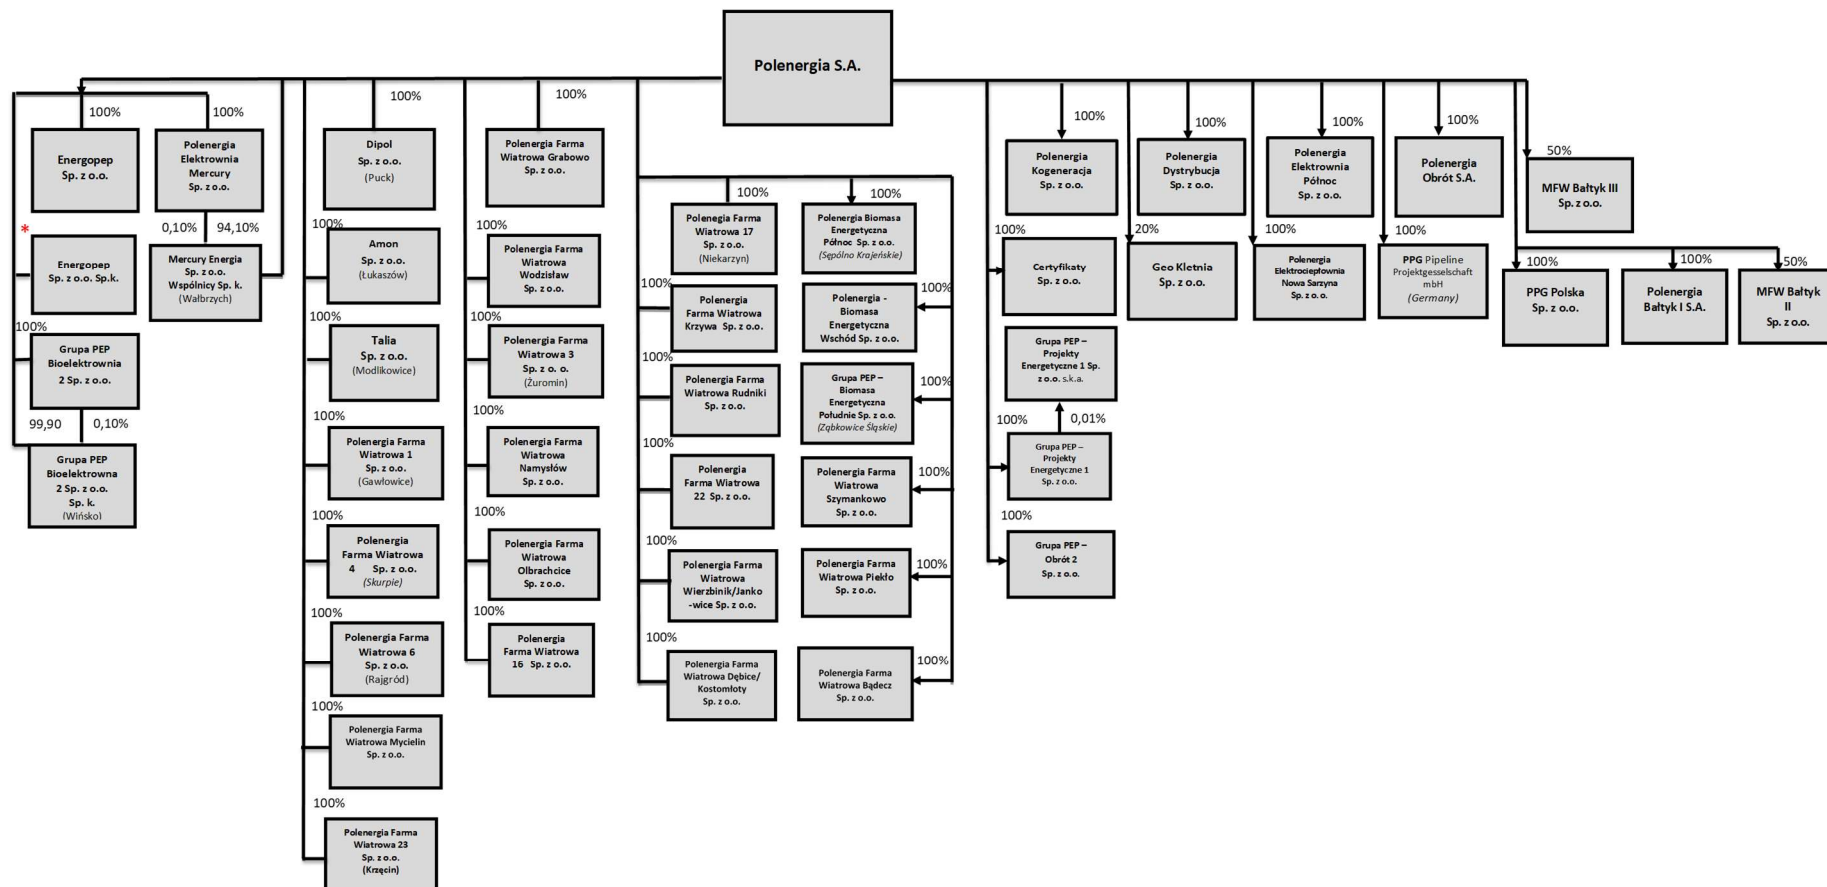 Polenergia S.A.
100%
Energopep
Sp. z o.o.
*
Energopep
Sp. z o.o. Sp.k.
100%
Grupa PEP
Bioelektrownia
2 Sp. z o.o.
99,90
0,10%
Grupa PEP
Bioelektrowna
2 Sp. z o.o.
Sp. k.
(Wińsko)
100%
Polenergia
Elektrownia
Mercury
Sp. z o.o.
0,10%
94,10%
Mercury Energia
Sp. z o.o.
Wspólnicy Sp. k.
(Wałbrzych)
100%
Dipol
Sp. z o.o.
(Puck)
100%
Amon
Sp. z o.o.
(Łukaszów)
100%
Talia
Sp. z o.o.
(Modlikowice)
100%
Polenergia Farma
Wiatrowa 1
Sp. z o.o.
(Gawłowice)
100%
Polenergia
Farma Wiatrowa
4 Sp. z o.o.
(Skurpie)
100%
Polenergia Farma
Wiatrowa 6
Sp. z o.o.
(Rajgród)
100%
Polenergia Farma
Wiatrowa Mycielin
Sp. z o.o.
100%
Polenergia Farma
Wiatrowa 23
Sp. z o.o.
(Krzęcin)
100%
Polenergia Farma
Wiatrowa Grabowo
Sp. z o.o.
100%
Polenergia Farma
Wiatrowa
Wodzisław
Sp. z o.o.
100%
Polenergia Farma
Wiatrowa 3
Sp. z o. o.
(Żuromin)
100%
Polenergia Farma
Wiatrowa
Namysłów
Sp. z o.o.
100%
Polenergia Farma
Wiatrowa
Olbrachcice
Sp. z o.o.
100%
Polenergia
Farma Wiatrowa
16 Sp. z o.o.
100%
Polenegia Farma
Wiatrowa 17
Sp. z o.o.
(Niekarzyn)
100%
Polenergia
Farma Wiatrowa
Krzywa Sp. z o.o.
100%
Polenergia Farma
Wiatrowa Rudniki
Sp. z o.o.
100%
Polenergia
Farma Wiatrowa
22 Sp. z o.o.
100%
Polenergia Farma
Wiatrowa
Wierzbinik/Janko
-wice Sp. z o.o.
100%
Polenergia Farma
Wiatrowa Dębice/
Kostomłoty
Sp. z o.o.
100%
Polenergia Biomasa
Energetyczna
Północ Sp. z o.o.
(Sępólno Krajeńskie)
100%
Polenergia -
Biomasa
Energetyczna
Wschód Sp. z o.o.
100%
Grupa PEP –
Biomasa
Energetyczna
Południe Sp. z o.o.
(Ząbkowice Śląskie)
100%
Polenergia Farma
Wiatrowa
Szymankowo
Sp. z o.o.
100%
Polenergia Farma
Wiatrowa Piekło
Sp. z o.o.
100%
Polenergia Farma
Wiatrowa Bądecz
Sp. z o.o.
100%
Polenergia
Kogeneracja
Sp. z o.o.
100%
Certyfikaty
Sp. z o.o.
Grupa PEP –
Projekty
Energetyczne 1 Sp.
z o.o. s.k.a.
100%
0,01%
Grupa PEP –
Projekty
Energetyczne 1
Sp. z o.o.
100%
Grupa PEP –
Obrót 2
Sp. z o.o.
100%
Polenergia
Dystrybucja
Sp. z o.o.
20%
Geo Kletnia
Sp. z o.o.
100%
Polenergia
Elektrownia
Północ
Sp. z o.o.
100%
Polenergia
Elektrociepłownia
Nowa Sarzyna
Sp. z o.o.
100%
Polenergia
Obrót S.A.
100%
PPG Pipeline
Projektgesselschaft
mbH
(Germany)
50%
MFW Bałtyk III
Sp. z o.o.
100%
PPG Polska
Sp. z o.o.
100%
Polenergia
Bałtyk I S.A.
50%
MFW Bałtyk
II
Sp. z o.o.